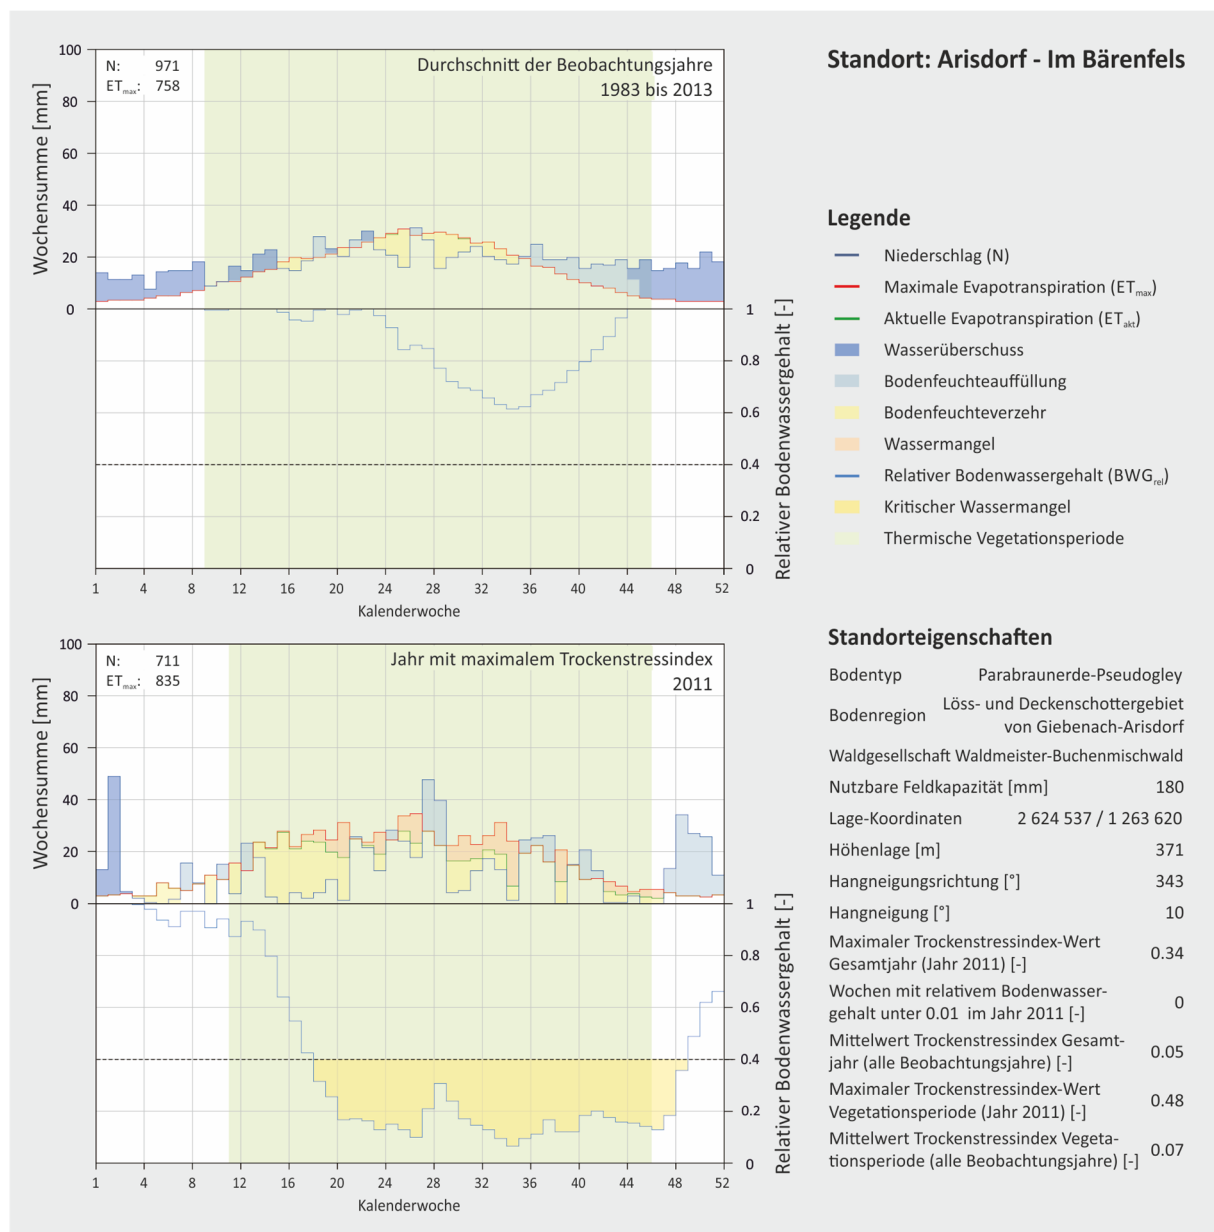 Standort: Arisdorf - Im Bärenfels
N: 971
ETmax: 758
Durchschnitt der Beobachtungsjahre
1983 bis 2013
Wochensumme [mm]
100
80
60
40
20
0
Relativer Bodenwassergehalt [-]
1
0.8
0.6
0.4
0.2
0
1 4 8 12 16 20 24 28 32 36 40 44 48 52
Kalenderwoche
Legende
Niederschlag (N)
Maximale Evapotranspiration (ETmax)
Aktuelle Evapotranspiration (ETakt)
Wasserüberschuss
Bodenfeuchteauffüllung
Bodenfeuchteverzehr
Wassermangel
Relativer Bodenwassergehalt (BWGrel)
Kritischer Wassermangel
Thermische Vegetationsperiode
N: 711
ETmax: 835
Jahr mit maximalem Trockenstressindex
2011
Wochensumme [mm]
100
80
60
40
20
0
Relativer Bodenwassergehalt [-]
1
0.8
0.6
0.4
0.2
0
1 4 8 12 16 20 24 28 32 36 40 44 48 52
Kalenderwoche
Standorteigenschaften
Bodentyp Parabraunerde-Pseudogley
Bodenregion Löss- und Deckenschottergebiet
von Giebenach-Arisdorf
Waldgesellschaft Waldmeister-Buchenmischwald
Nutzbare Feldkapazität [mm] 180
Lage-Koordinaten 2 624 537 / 1 263 620
Höhenlage [m] 371
Hangneigungsrichtung [°] 343
Hangneigung [°] 10
Maximaler Trockenstressindex-Wert
Gesamtjahr (Jahr 2011) [-] 0.34
Wochen mit relativem Bodenwasser-
gehalt unter 0.01 im Jahr 2011 [-] 0
Mittelwert Trockenstressindex Gesamt-
jahr (alle Beobachtungsjahre) [-] 0.05
Maximaler Trockenstressindex-Wert
Vegetationsperiode (Jahr 2011) [-] 0.48
Mittelwert Trockenstressindex Vegeta-
tionsperiode (alle Beobachtungsjahre) [-] 0.07